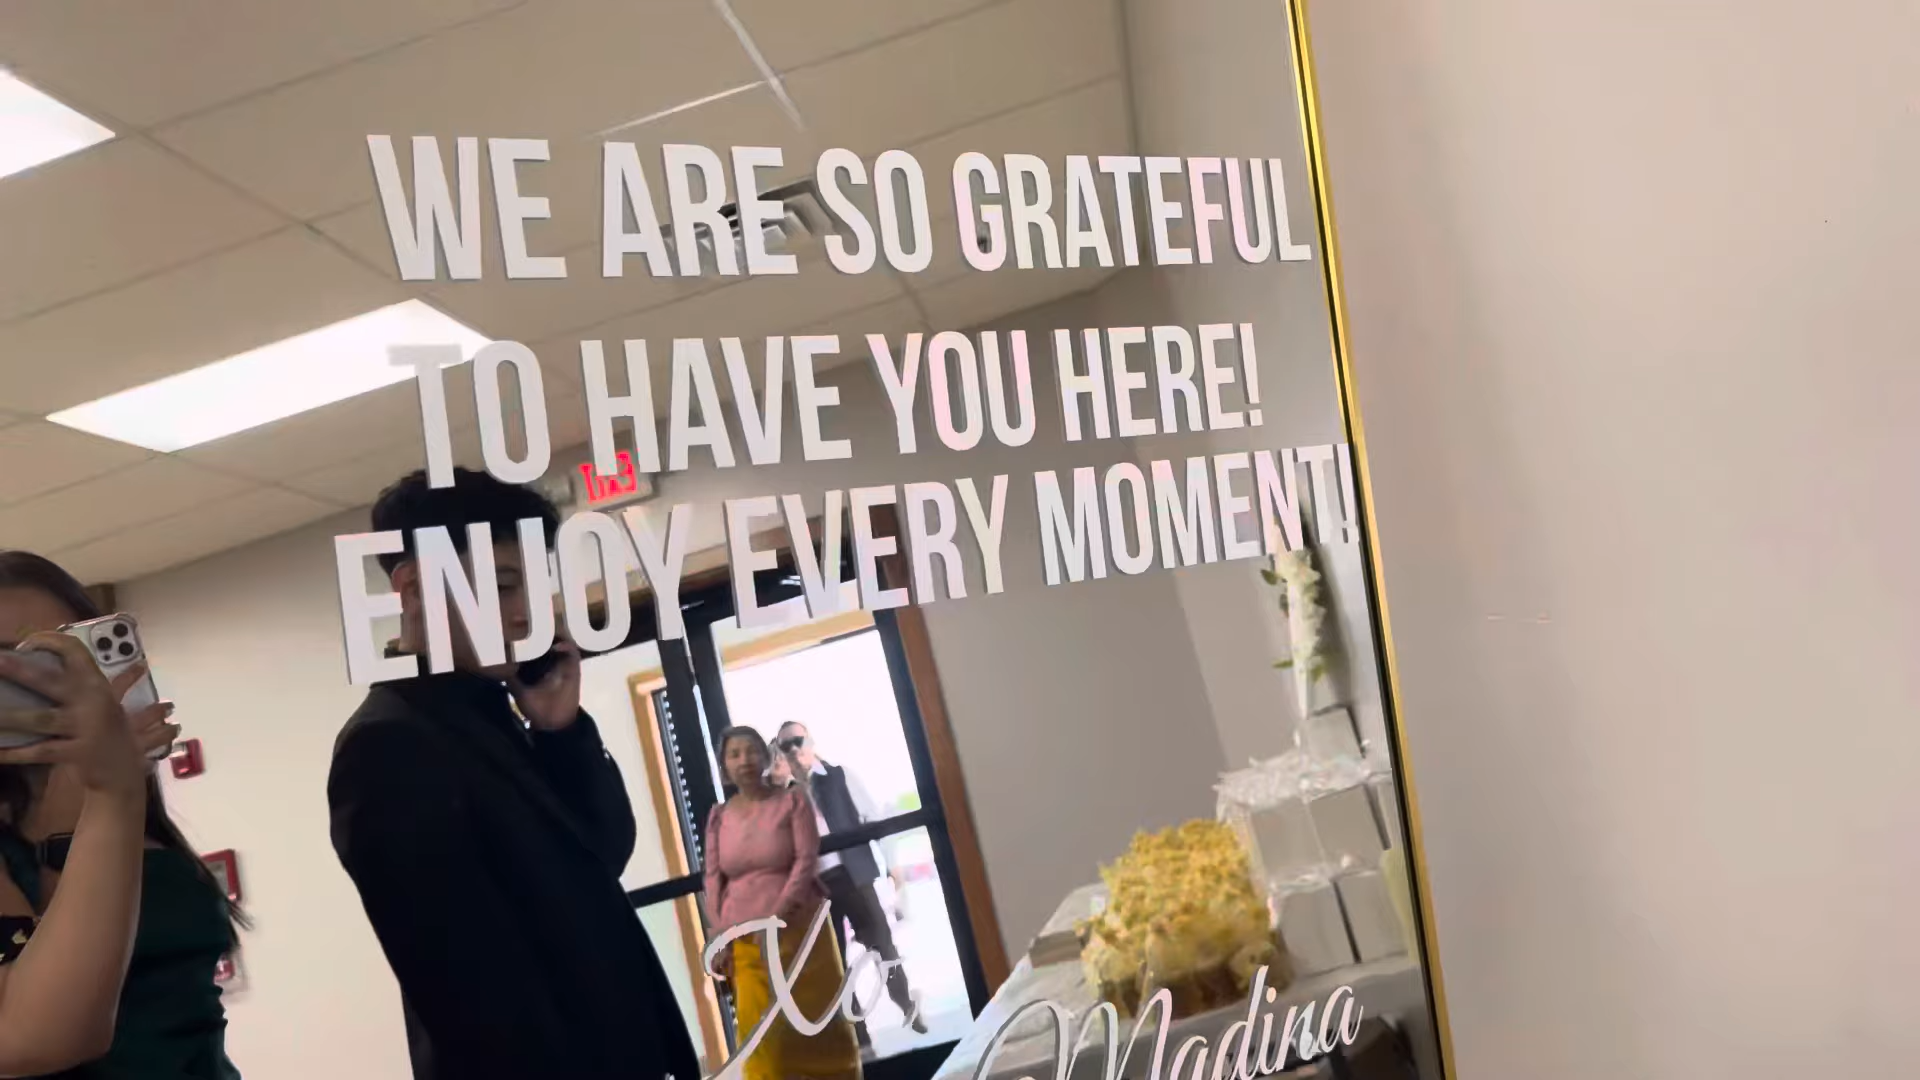 WE ARE SO GRATEFUL
TO HAVE YOU HERE!
ENJOY EVERY MOMENT!
Xo,
Madina